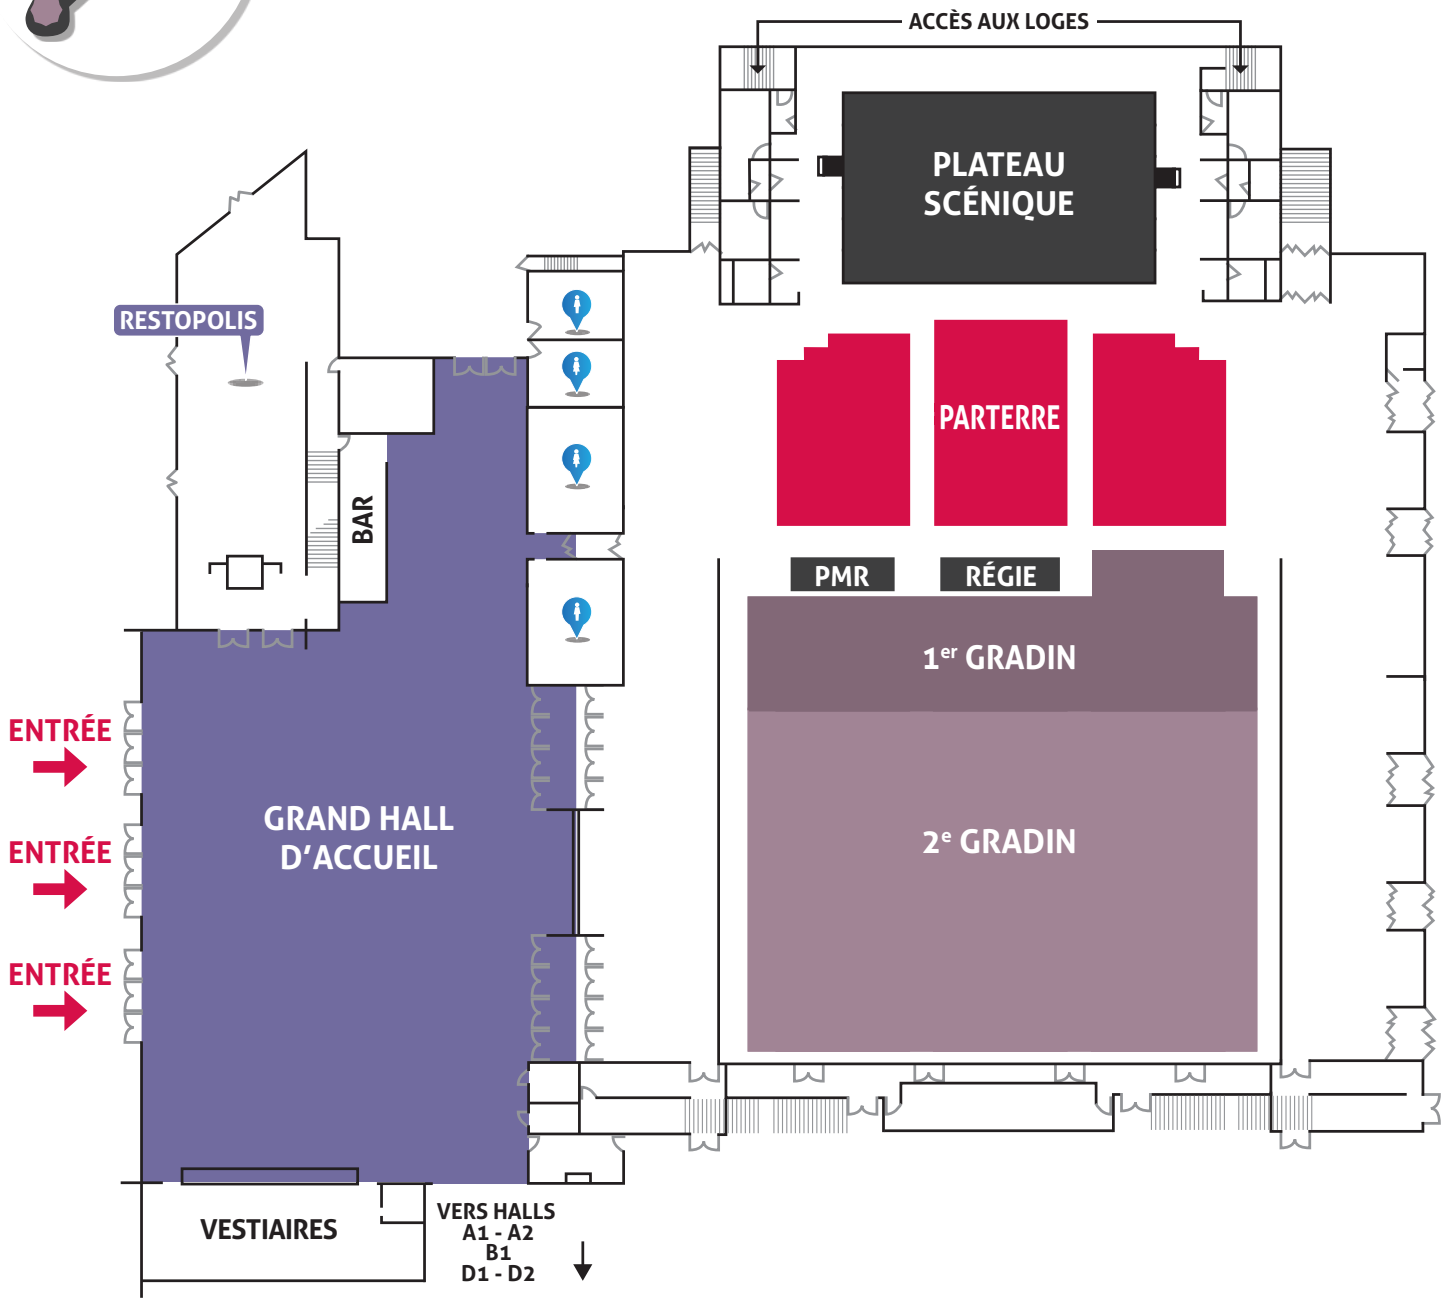 ACCÈS AUX LOGES
PLATEAU
SCÉNIQUE
RESTOPOLIS
PARTERRE
BAR
PMR
RÉGIE
1er GRADIN
ENTRÉE
GRAND HALL
D'ACCUEIL
2e GRADIN
ENTRÉE
ENTRÉE
VESTIAIRES
VERS HALLS
A1 - A2
B1
D1 - D2